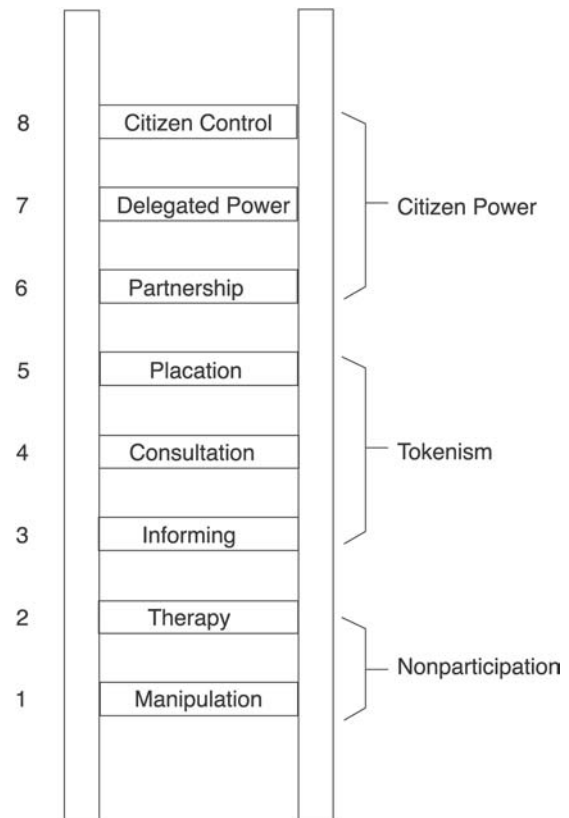 8 Citizen Control
7 Delegated Power
Citizen Power
6 Partnership
5 Placation
4 Consultation
Tokenism
3 Informing
2 Therapy
Nonparticipation
1 Manipulation